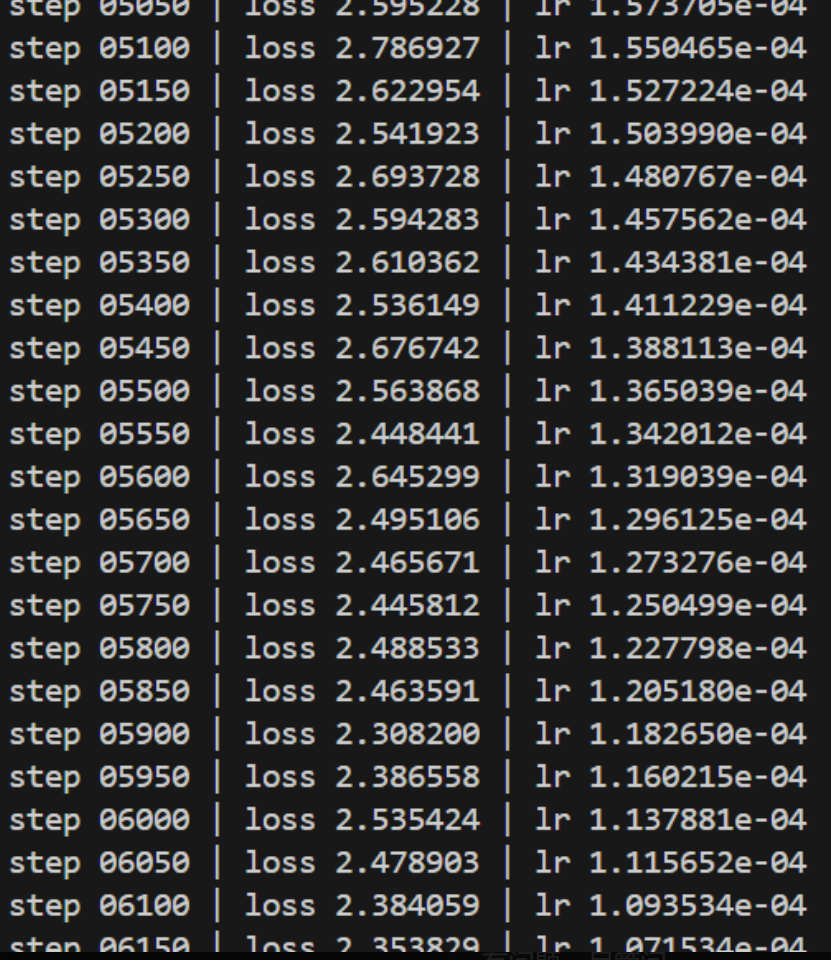 step 05050 | loss 2.595228 | lr 1.573705e-04
step 05100 | loss 2.786927 | lr 1.550465e-04
step 05150 | loss 2.622954 | lr 1.527224e-04
step 05200 | loss 2.541923 | lr 1.503990e-04
step 05250 | loss 2.693728 | lr 1.480767e-04
step 05300 | loss 2.594283 | lr 1.457562e-04
step 05350 | loss 2.610362 | lr 1.434381e-04
step 05400 | loss 2.536149 | lr 1.411229e-04
step 05450 | loss 2.676742 | lr 1.388113e-04
step 05500 | loss 2.563868 | lr 1.365039e-04
step 05550 | loss 2.448441 | lr 1.342012e-04
step 05600 | loss 2.645299 | lr 1.319039e-04
step 05650 | loss 2.495106 | lr 1.296125e-04
step 05700 | loss 2.465671 | lr 1.273276e-04
step 05750 | loss 2.445812 | lr 1.250499e-04
step 05800 | loss 2.488533 | lr 1.227798e-04
step 05850 | loss 2.463591 | lr 1.205180e-04
step 05900 | loss 2.308200 | lr 1.182650e-04
step 05950 | loss 2.386558 | lr 1.160215e-04
step 06000 | loss 2.535424 | lr 1.137881e-04
step 06050 | loss 2.478903 | lr 1.115652e-04
step 06100 | loss 2.384059 | lr 1.093534e-04
step 06150 | loss 2.353829 | lr 1.071534e-04